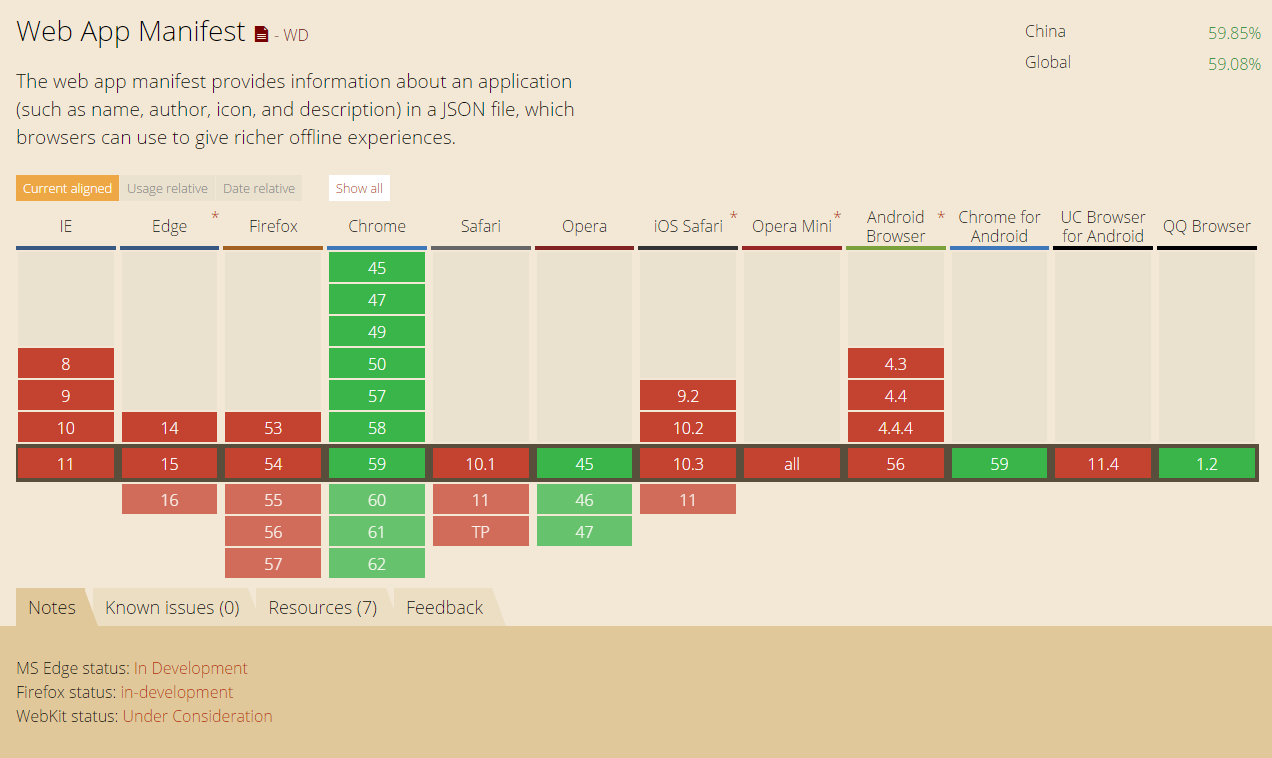 Web App Manifest - WD
China 59.85%
Global 59.08%
The web app manifest provides information about an application
(such as name, author, icon, and description) in a JSON file, which
browsers can use to give richer offline experiences.
Current aligned Usage relative Date relative Show all
IE Edge * Firefox Chrome Safari Opera iOS Safari * Opera Mini * Android Browser * Chrome for Android UC Browser for Android QQ Browser
45
47
49
8 50 4.3
9 57 9.2 4.4
10 14 53 58 10.2 4.4.4
11 15 54 59 10.1 45 10.3 all 56 59 11.4 1.2
16 55 60 11 46 11
56 61 TP 47
57 62
Notes Known issues (0) Resources (7) Feedback
MS Edge status: In Development
Firefox status: in-development
WebKit status: Under Consideration